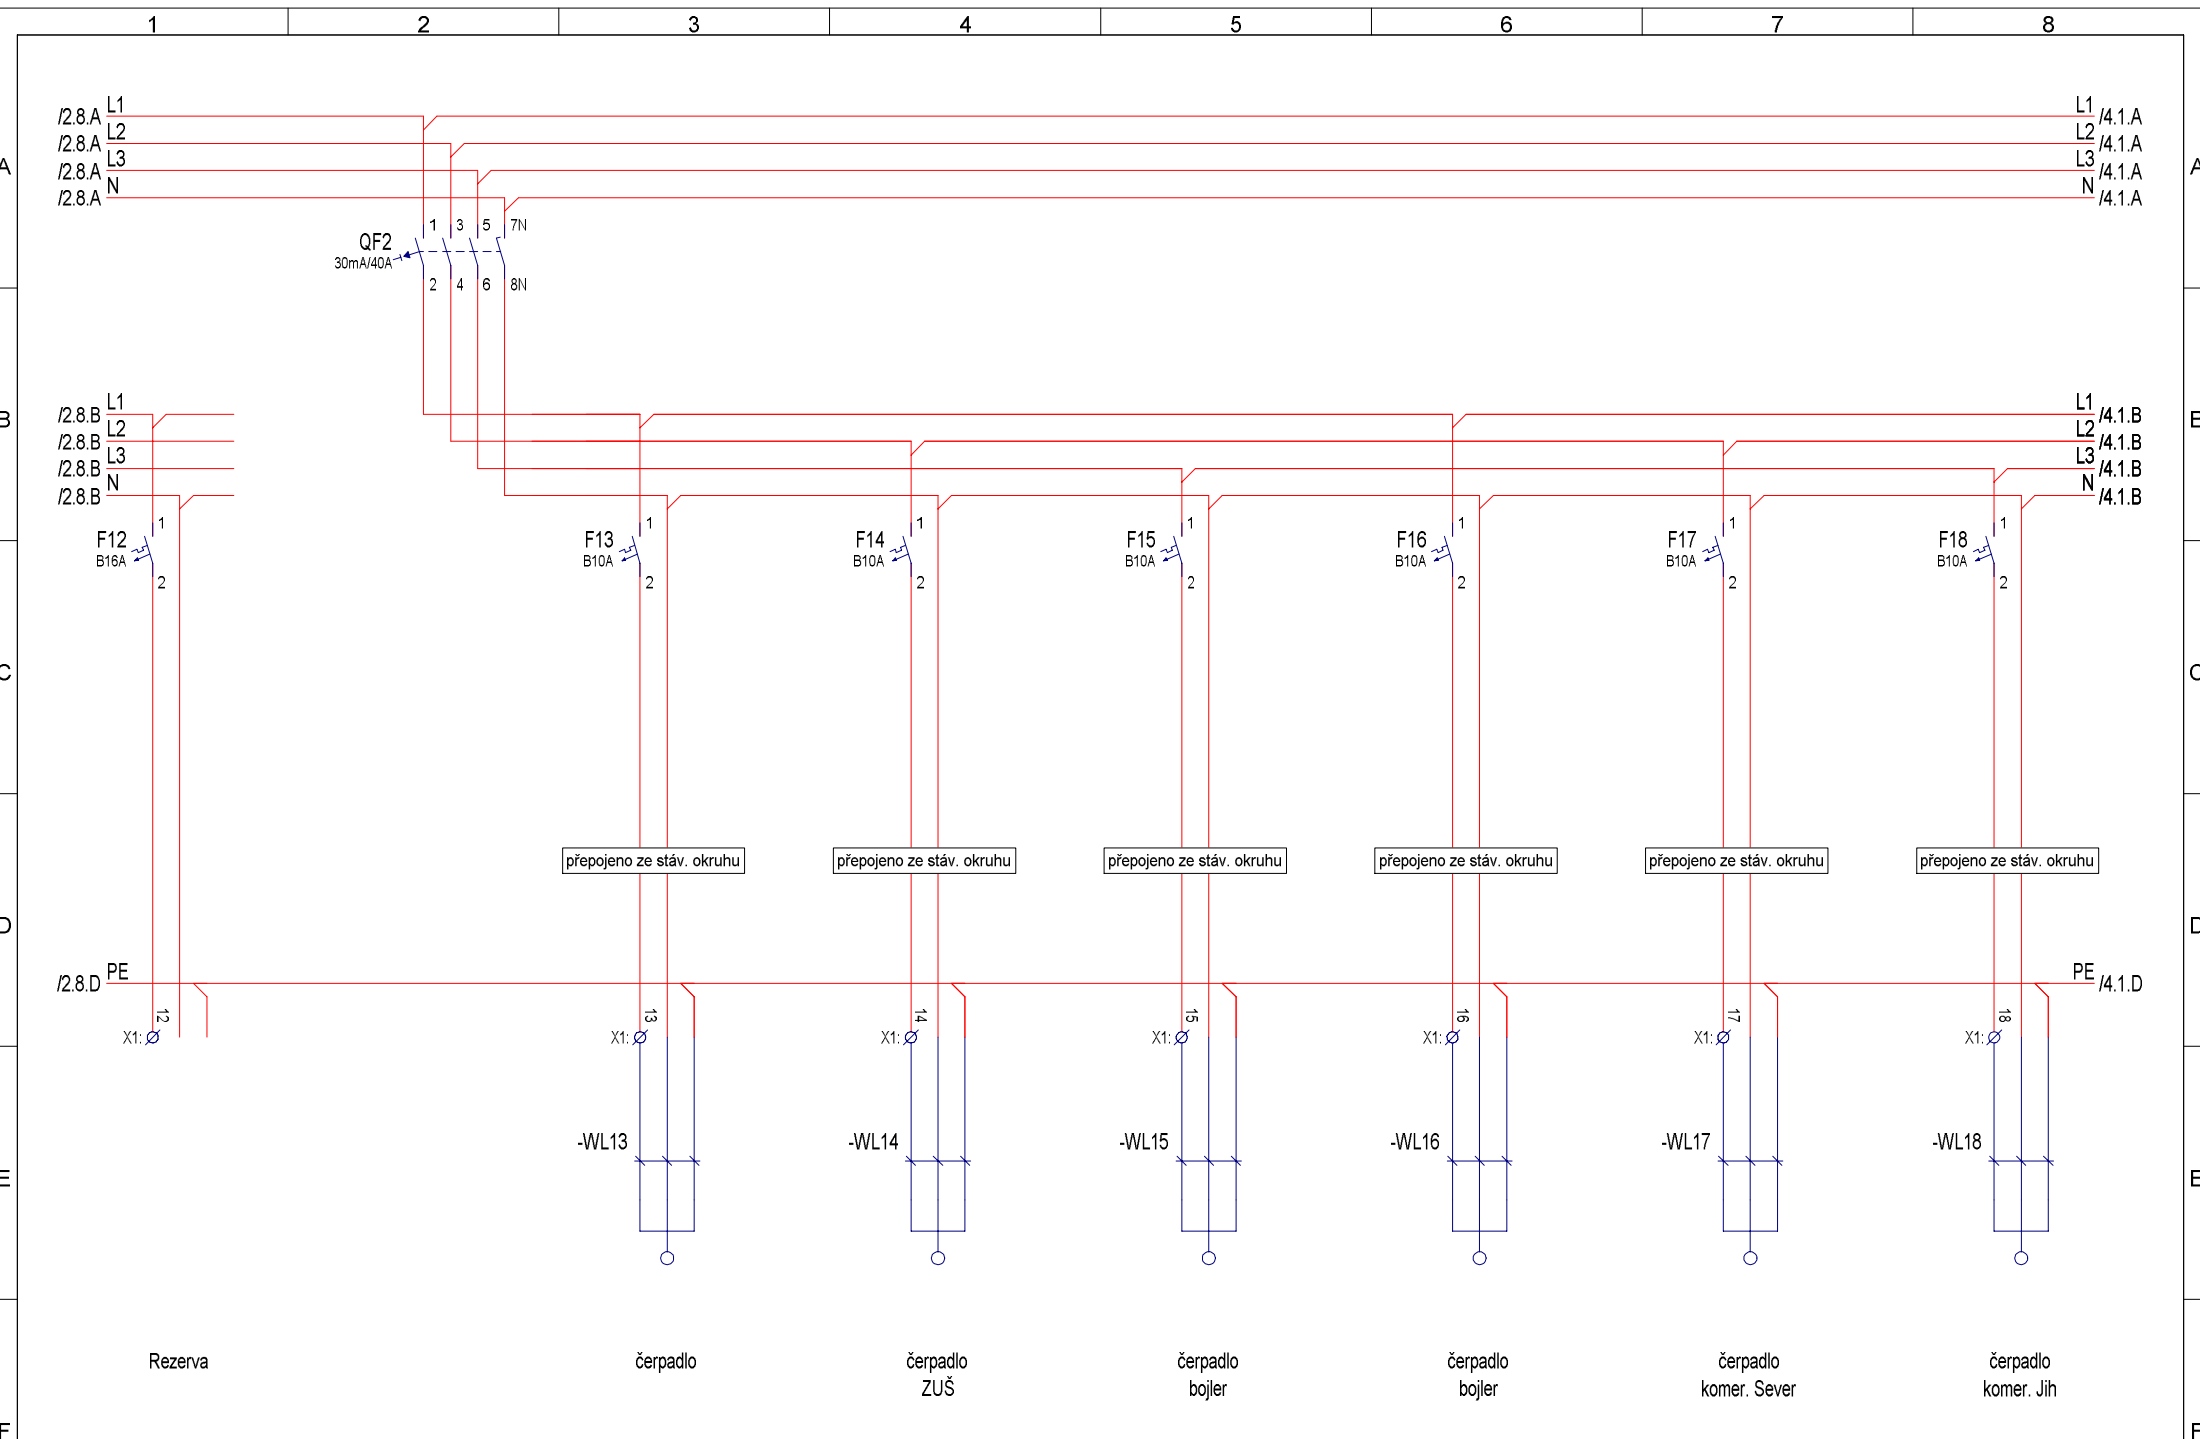 1 2 3 4 5 6 7 8
/2.8.A L1 L1 /4.1.A
/2.8.A L2 L2 /4.1.A
A /2.8.A L3 L3 /4.1.A A
/2.8.A N N /4.1.A
1 3 5 7N
QF2
30mA/40A
2 4 6 8N
/2.8.B L1 L1 /4.1.B
B /2.8.B L2 L2 /4.1.B B
/2.8.B L3 L3 /4.1.B
/2.8.B N N /4.1.B
1 1 1 1 1 1 1
F12 F13 F14 F15 F16 F17 F18
B16A B10A B10A B10A B10A B10A B10A
2 2 2 2 2 2 2
C C
přepojeno ze stáv. okruhu přepojeno ze stáv. okruhu přepojeno ze stáv. okruhu přepojeno ze stáv. okruhu přepojeno ze stáv. okruhu přepojeno ze stáv. okruhu
D D
/2.8.D PE PE /4.1.D
12 13 14 15 16 17 18
X1: X1: X1: X1: X1: X1: X1:
-WL13 -WL14 -WL15 -WL16 -WL17 -WL18
E E
Rezerva čerpadlo čerpadlo čerpadlo čerpadlo čerpadlo čerpadlo
ZUŠ bojler bojler komer. Sever komer. Jih
F F